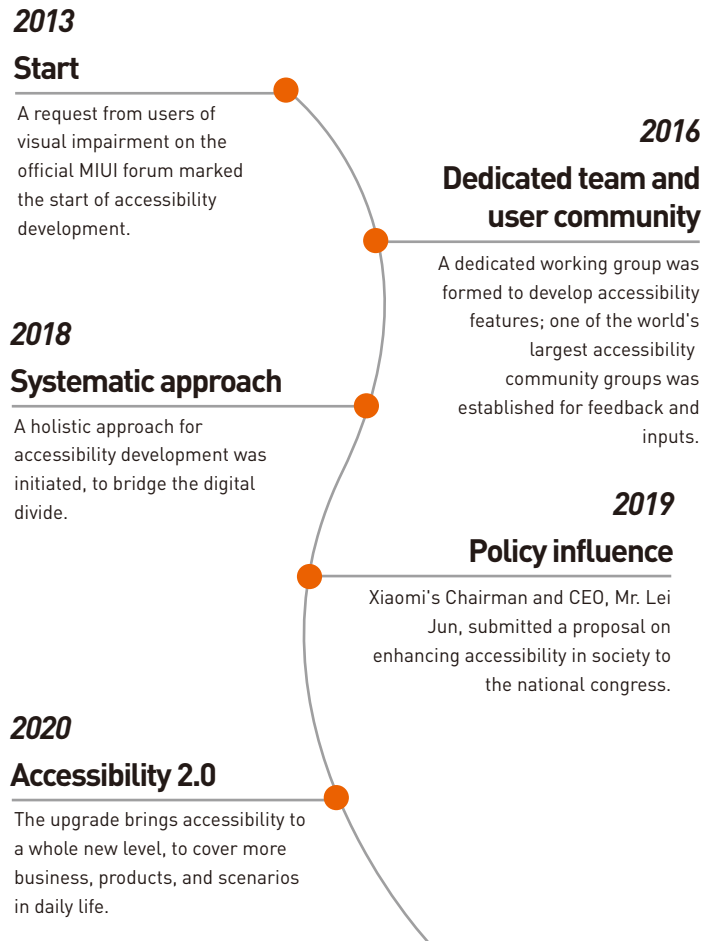 2013
Start
A request from users of
visual impairment on the
official MIUI forum marked
the start of accessibility
development.
2016
Dedicated team and
user community
A dedicated working group was
formed to develop accessibility
features; one of the world's
largest accessibility
community groups was
established for feedback and
inputs.
2018
Systematic approach
A holistic approach for
accessibility development was
initiated, to bridge the digital
divide.
2019
Policy influence
Xiaomi's Chairman and CEO, Mr. Lei
Jun, submitted a proposal on
enhancing accessibility in society to
the national congress.
2020
Accessibility 2.0
The upgrade brings accessibility to
a whole new level, to cover more
business, products, and scenarios
in daily life.